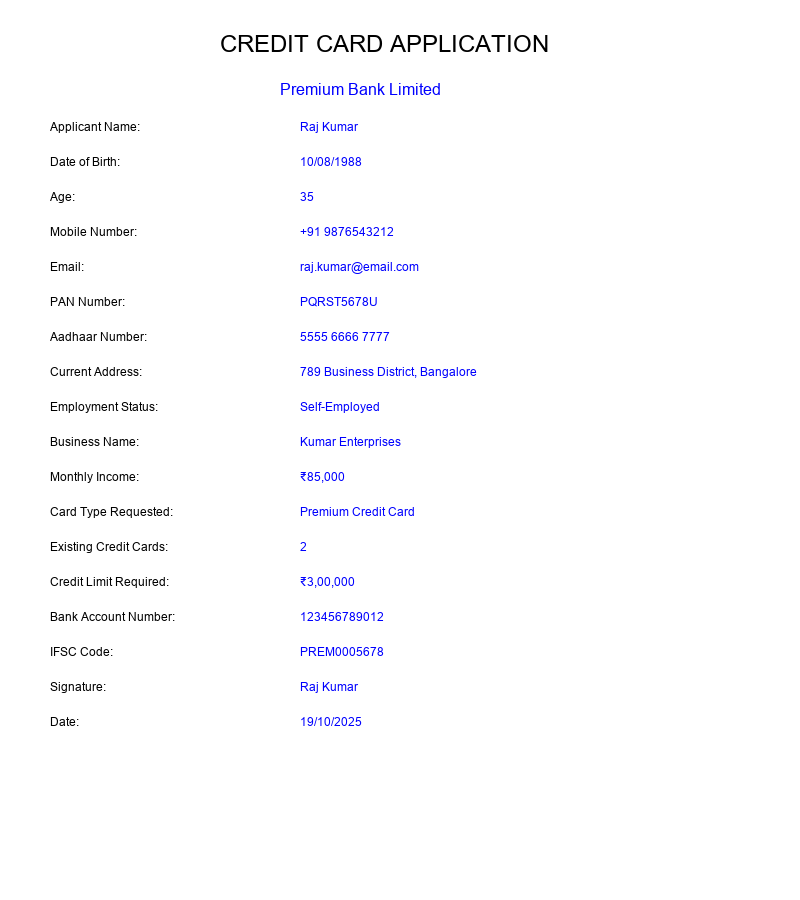 CREDIT CARD APPLICATION
Premium Bank Limited
Applicant Name: Raj Kumar
Date of Birth: 10/08/1988
Age: 35
Mobile Number: +91 9876543212
Email: raj.kumar@email.com
PAN Number: PQRST5678U
Aadhaar Number: 5555 6666 7777
Current Address: 789 Business District, Bangalore
Employment Status: Self-Employed
Business Name: Kumar Enterprises
Monthly Income: ₹85,000
Card Type Requested: Premium Credit Card
Existing Credit Cards: 2
Credit Limit Required: ₹3,00,000
Bank Account Number: 123456789012
IFSC Code: PREM0005678
Signature: Raj Kumar
Date: 19/10/2025